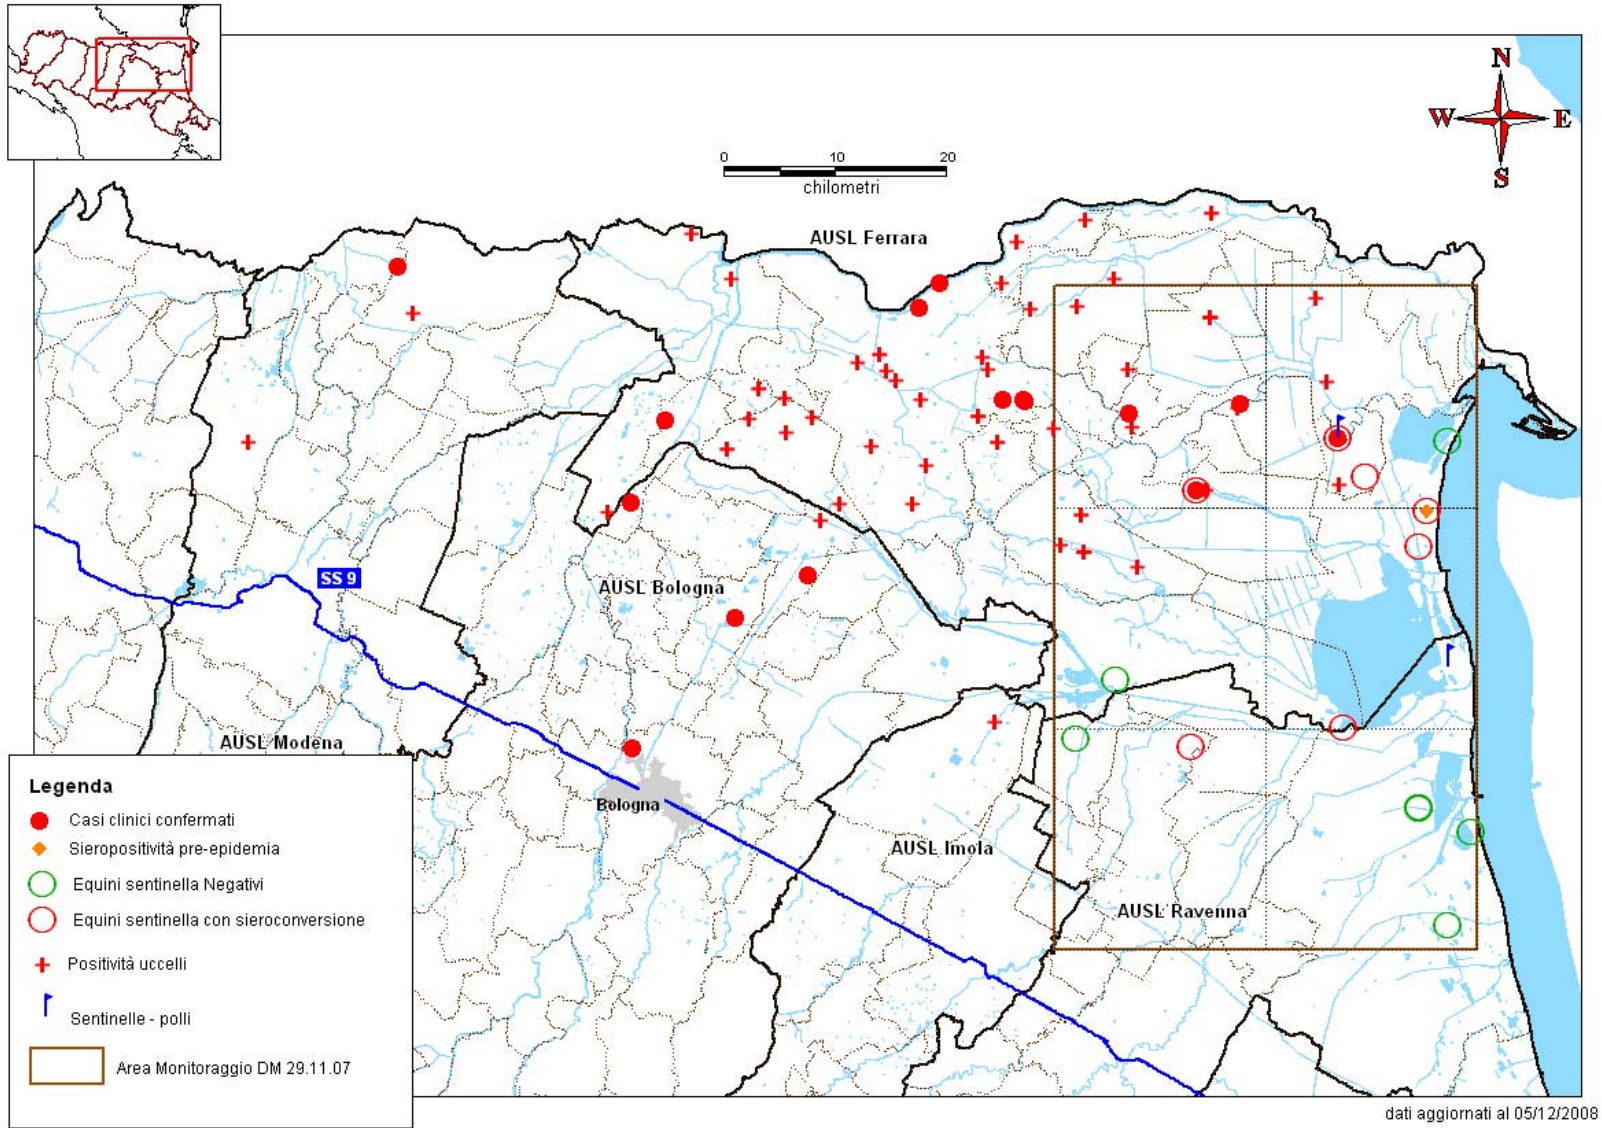 N
W
E
S
0 10 20
chilometri
AUSL Ferrara
SS 9
AUSL Bologna
AUSL Modena
Bologna
AUSL Imola
AUSL Ravenna
Legenda
Casi clinici confermati
Sieropositività pre-epidemia
Equini sentinella Negativi
Equini sentinella con sieroconversione
Positività uccelli
Sentinelle - polli
Area Monitoraggio DM 29.11.07
dati aggiornati al 05/12/2008